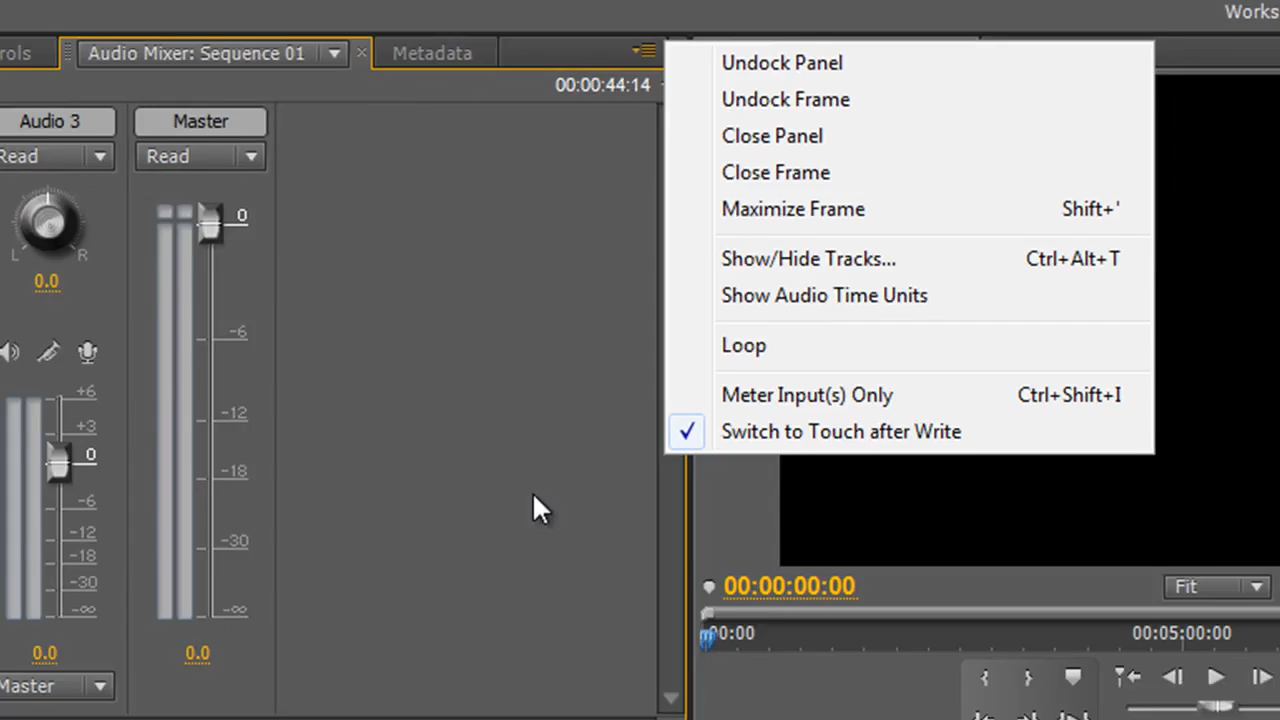 Works
rols
Audio Mixer: Sequence 01
Metadata
00:00:44:14
Audio 3
Master
Read
Read
L
R
0.0
+6
+3
0
-6
-12
-18
-30
-∞
0.0
Master
0
-6
-12
-18
-30
-∞
0.0
Undock Panel
Undock Frame
Close Panel
Close Frame
Maximize Frame Shift+'
Show/Hide Tracks... Ctrl+Alt+T
Show Audio Time Units
Loop
Meter Input(s) Only Ctrl+Shift+I
Switch to Touch after Write
00:00:00:00
Fit
00:00
00:05:00:00